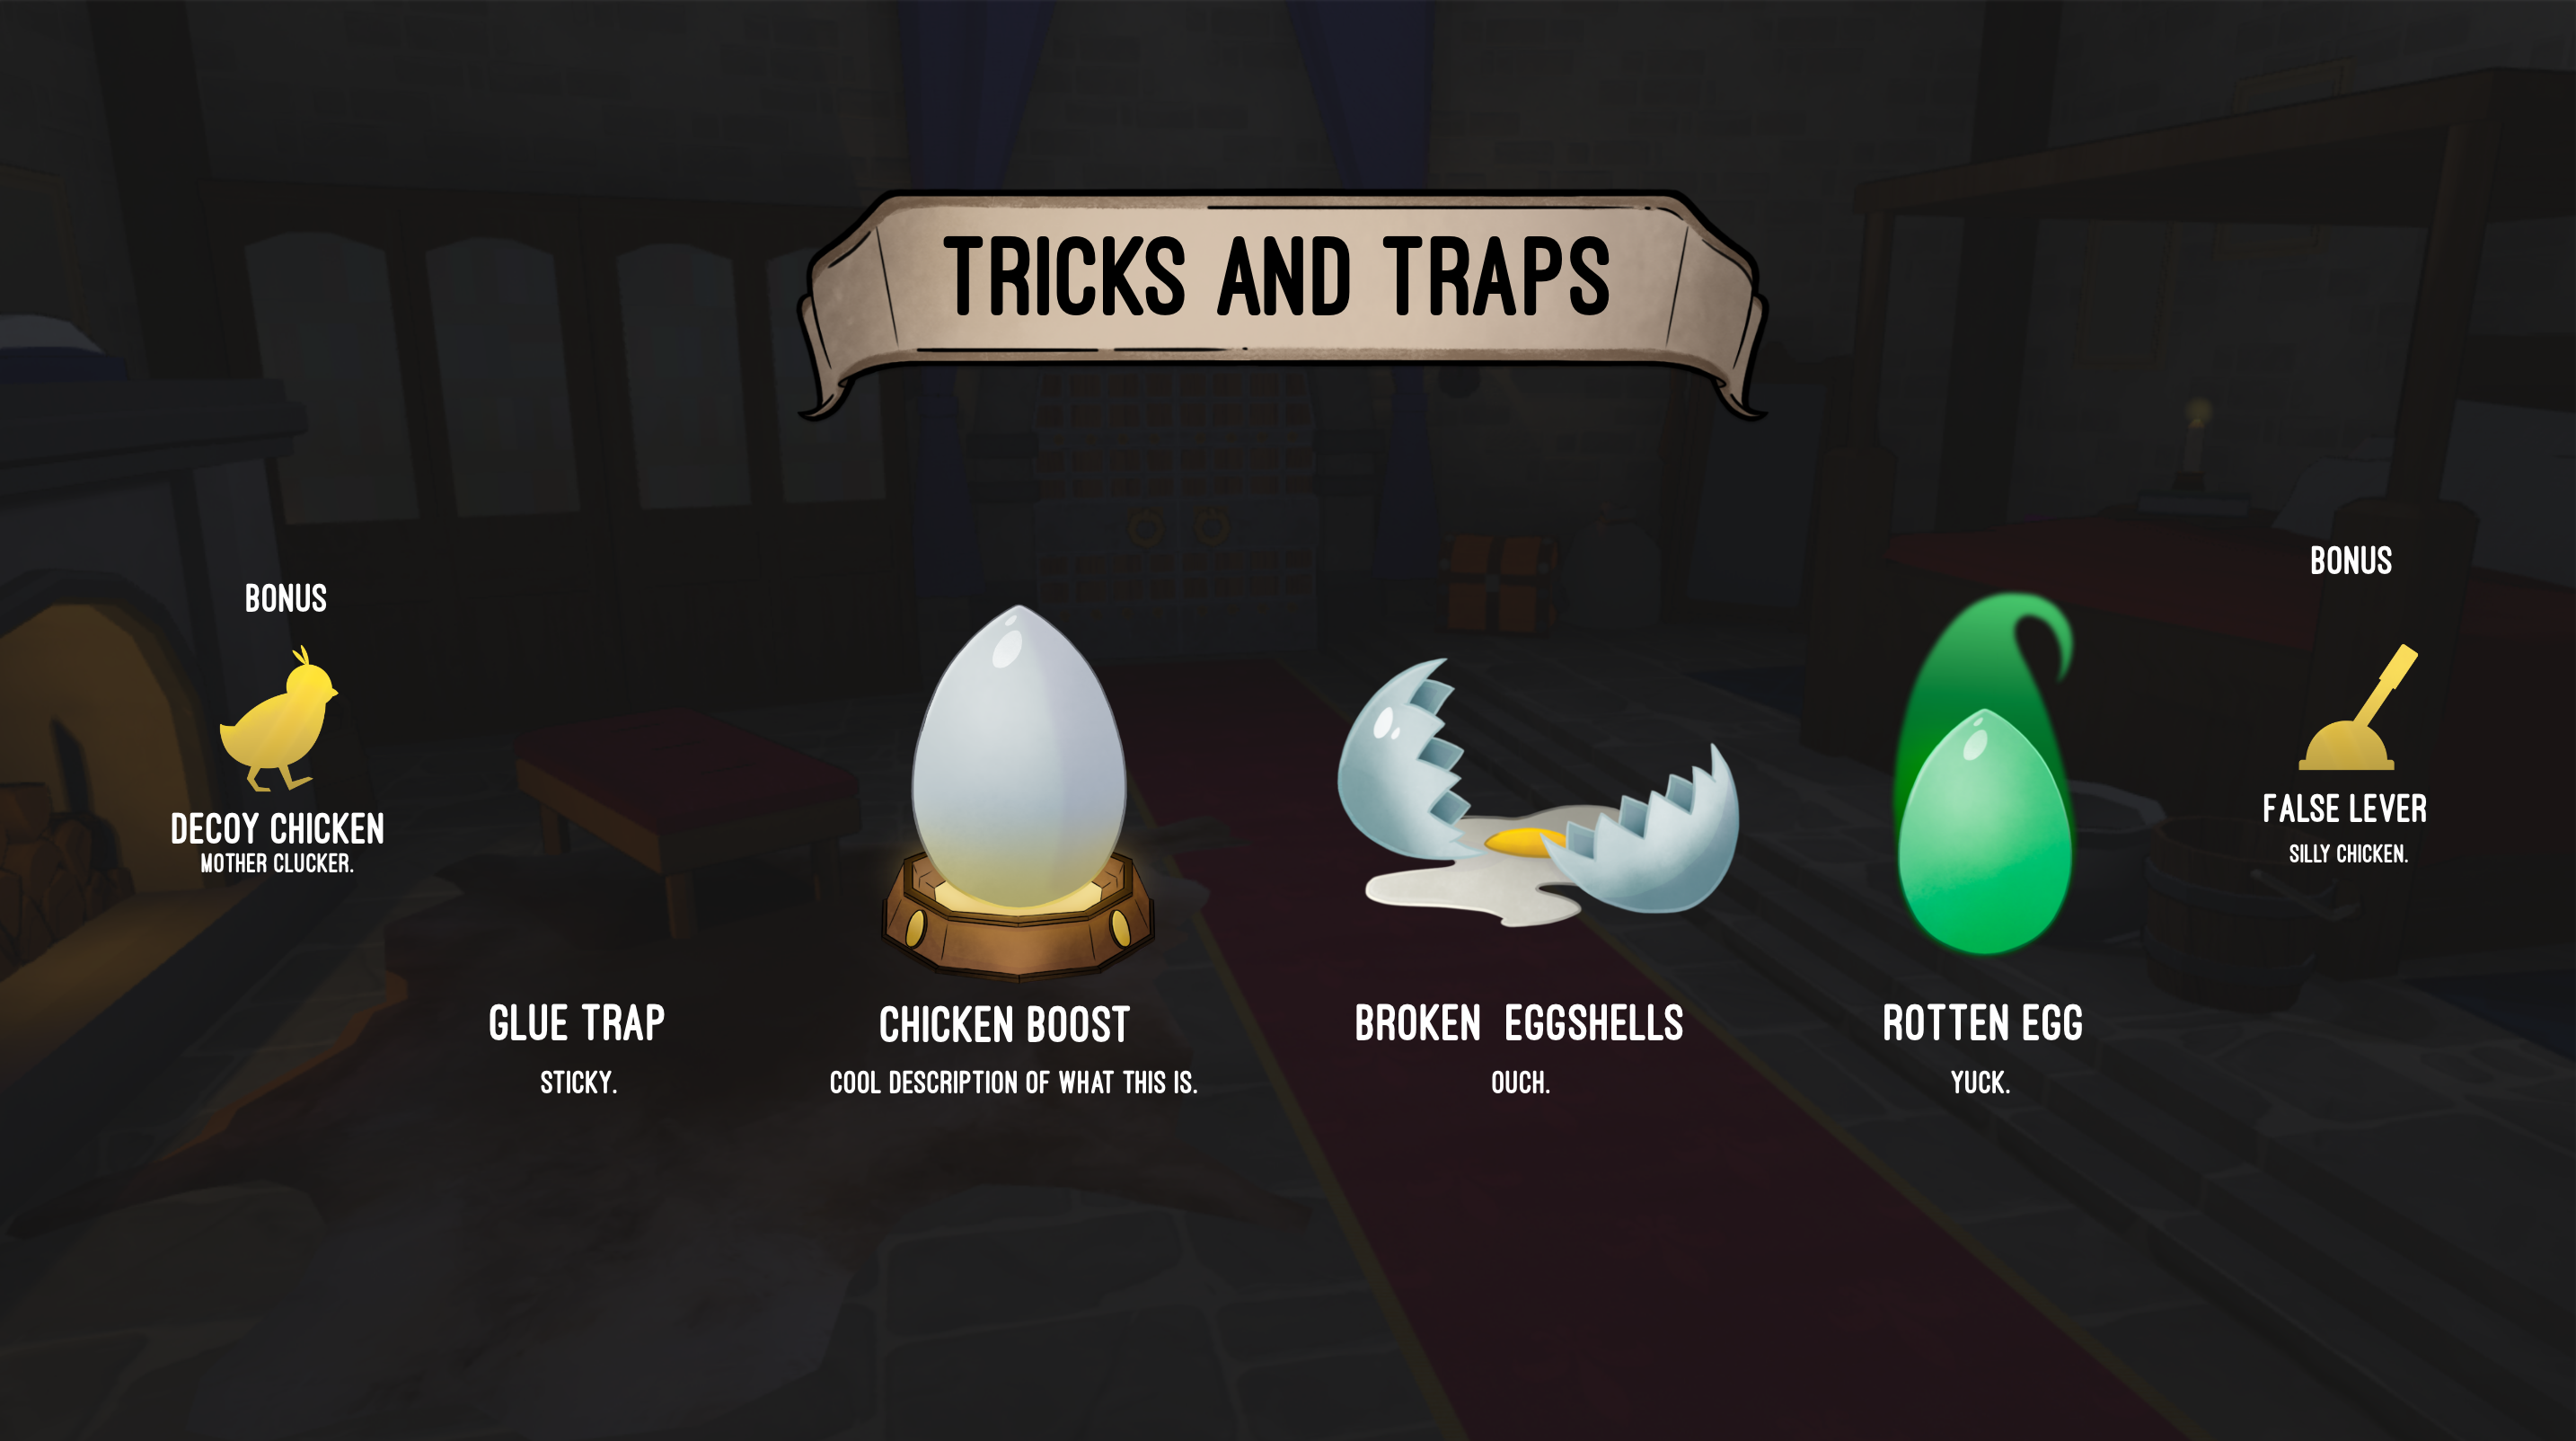 TRICKS AND TRAPS
BONUS
DECOY CHICKEN
MOTHER CLUCKER.
GLUE TRAP
STICKY.
CHICKEN BOOST
COOL DESCRIPTION OF WHAT THIS IS.
BROKEN  EGGSHELLS
OUCH.
ROTTEN EGG
YUCK.
BONUS
FALSE LEVER
SILLY CHICKEN.